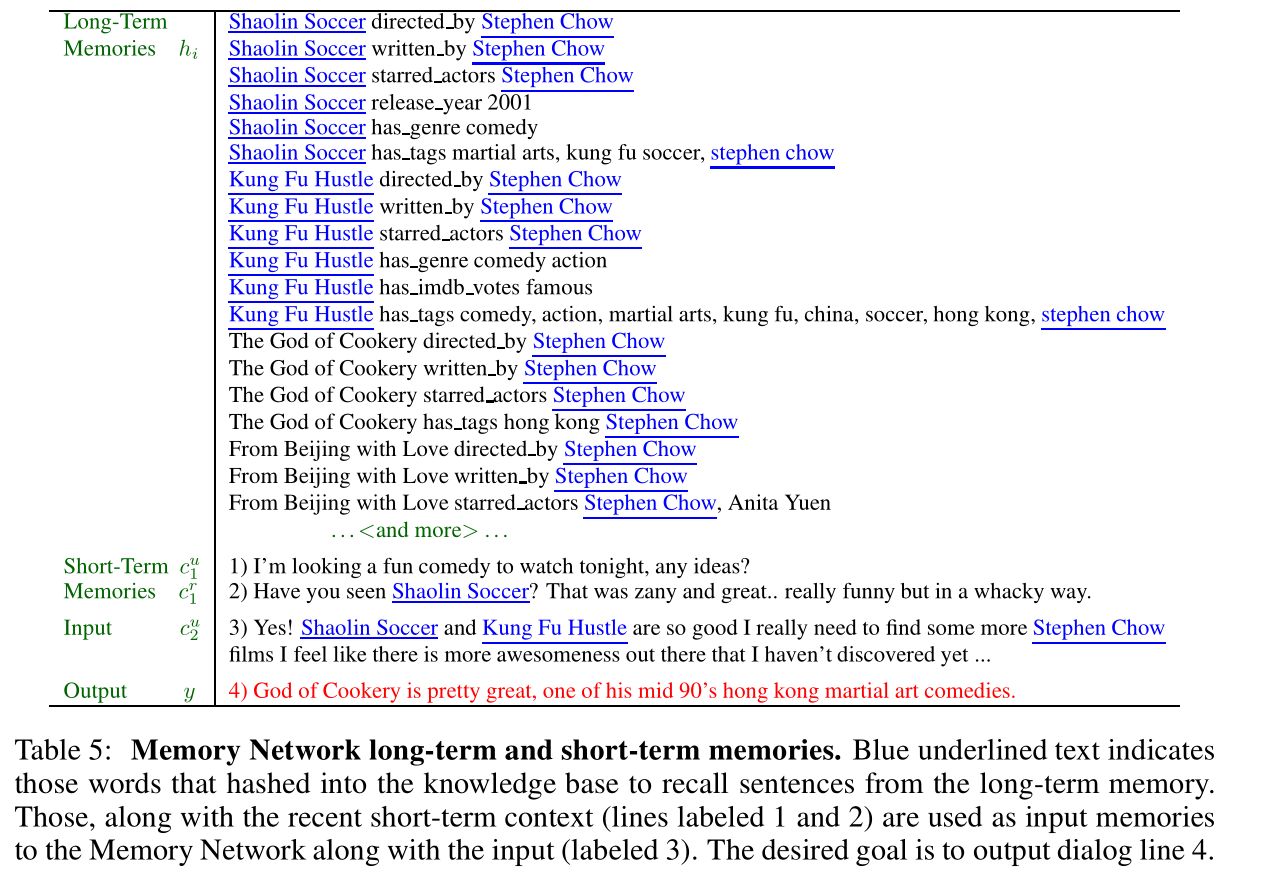 Long-Term Shaolin Soccer directed_by Stephen Chow
Memories h_i Shaolin Soccer written_by Stephen Chow
Shaolin Soccer starred_actors Stephen Chow
Shaolin Soccer release_year 2001
Shaolin Soccer has_genre comedy
Shaolin Soccer has_tags martial arts, kung fu soccer, stephen chow
Kung Fu Hustle directed_by Stephen Chow
Kung Fu Hustle written_by Stephen Chow
Kung Fu Hustle starred_actors Stephen Chow
Kung Fu Hustle has_genre comedy action
Kung Fu Hustle has_imdb_votes famous
Kung Fu Hustle has_tags comedy, action, martial arts, kung fu, china, soccer, hong kong, stephen chow
The God of Cookery directed_by Stephen Chow
The God of Cookery written_by Stephen Chow
The God of Cookery starred_actors Stephen Chow
The God of Cookery has_tags hong kong Stephen Chow
From Beijing with Love directed_by Stephen Chow
From Beijing with Love written_by Stephen Chow
From Beijing with Love starred_actors Stephen Chow, Anita Yuen
... <and more> ...
Short-Term c_1^u 1) I'm looking a fun comedy to watch tonight, any ideas?
Memories c_1^r 2) Have you seen Shaolin Soccer? That was zany and great.. really funny but in a whacky way.
Input c_2^u 3) Yes! Shaolin Soccer and Kung Fu Hustle are so good I really need to find some more Stephen Chow
films I feel like there is more awesomeness out there that I haven't discovered yet ...
Output y 4) God of Cookery is pretty great, one of his mid 90's hong kong martial art comedies.
Table 5: Memory Network long-term and short-term memories. Blue underlined text indicates
those words that hashed into the knowledge base to recall sentences from the long-term memory.
Those, along with the recent short-term context (lines labeled 1 and 2) are used as input memories
to the Memory Network along with the input (labeled 3). The desired goal is to output dialog line 4.